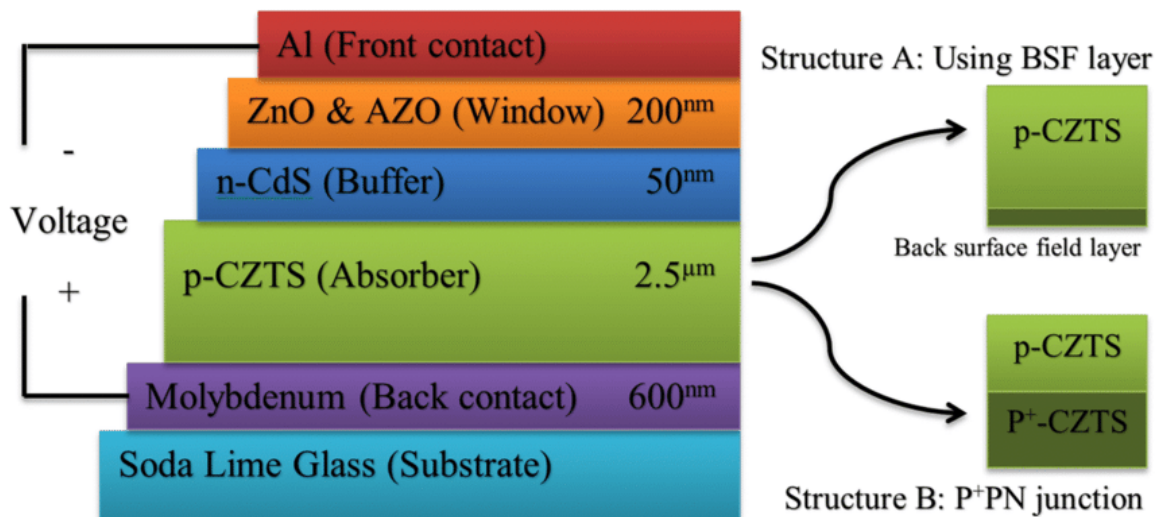 Al (Front contact)
ZnO & AZO (Window) 200nm
n-CdS (Buffer) 50nm
p-CZTS (Absorber) 2.5µm
Molybdenum (Back contact) 600nm
Soda Lime Glass (Substrate)
-
Voltage
+
Structure A: Using BSF layer
p-CZTS
Back surface field layer
p-CZTS
P+-CZTS
Structure B: P+PN junction